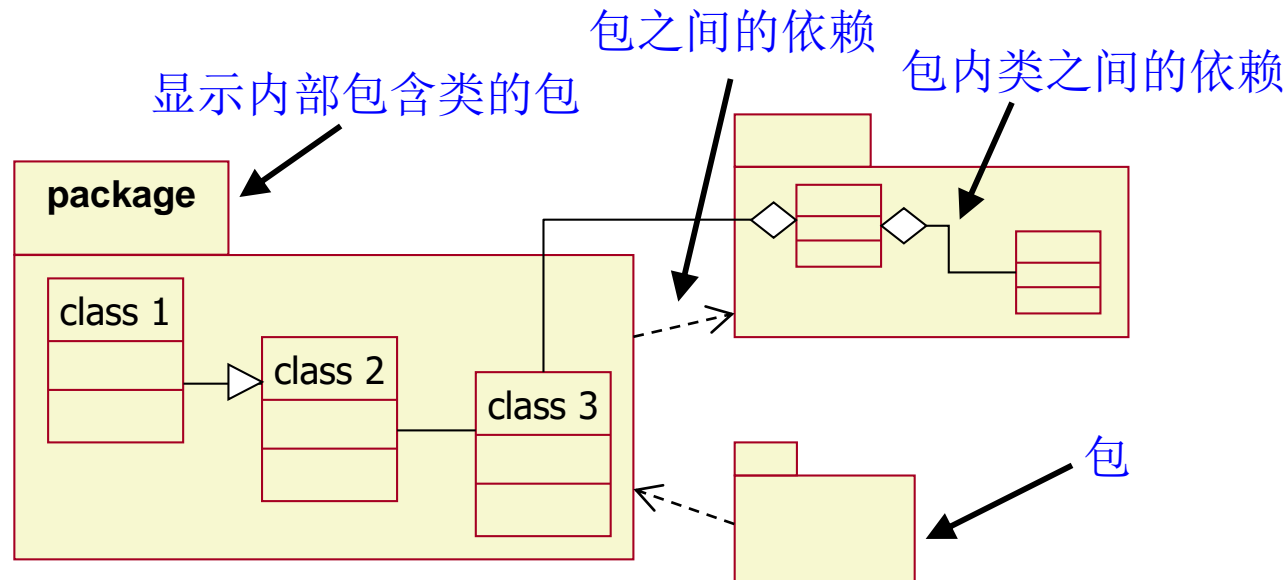 包之间的依赖
包内类之间的依赖
显示内部包含类的包
package
class 1
class 2
class 3
包